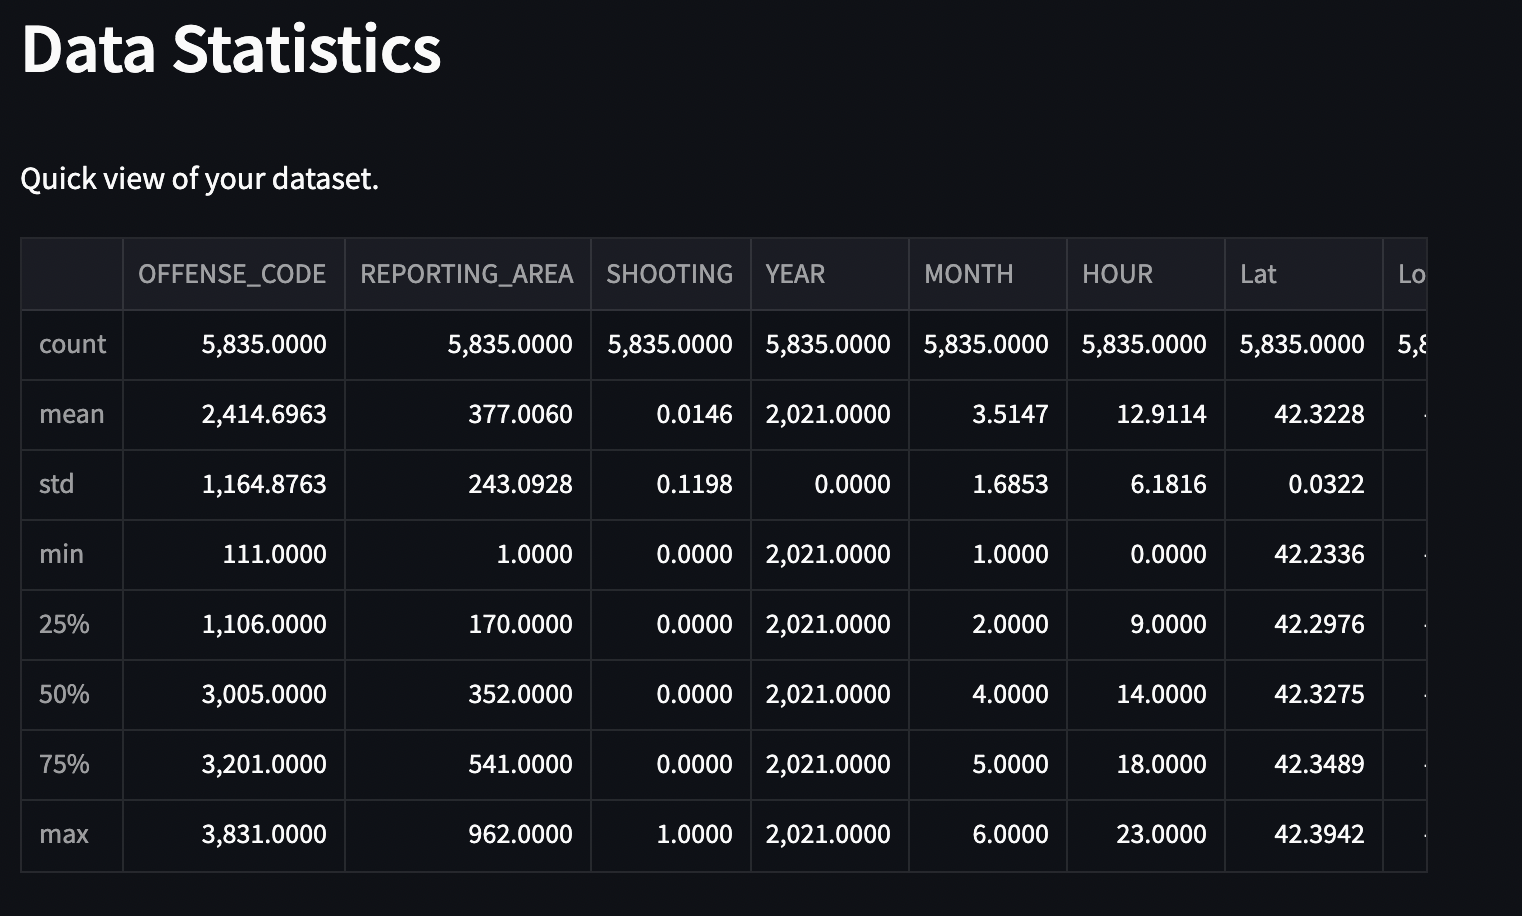 Data Statistics
Quick view of your dataset.
OFFENSE_CODE REPORTING_AREA SHOOTING YEAR MONTH HOUR Lat Lo
count 5,835.0000 5,835.0000 5,835.0000 5,835.0000 5,835.0000 5,835.0000 5,835.0000 5,8
mean 2,414.6963 377.0060 0.0146 2,021.0000 3.5147 12.9114 42.3228 -
std 1,164.8763 243.0928 0.1198 0.0000 1.6853 6.1816 0.0322
min 111.0000 1.0000 0.0000 2,021.0000 1.0000 0.0000 42.2336 -
25% 1,106.0000 170.0000 0.0000 2,021.0000 2.0000 9.0000 42.2976 -
50% 3,005.0000 352.0000 0.0000 2,021.0000 4.0000 14.0000 42.3275 -
75% 3,201.0000 541.0000 0.0000 2,021.0000 5.0000 18.0000 42.3489 -
max 3,831.0000 962.0000 1.0000 2,021.0000 6.0000 23.0000 42.3942 -